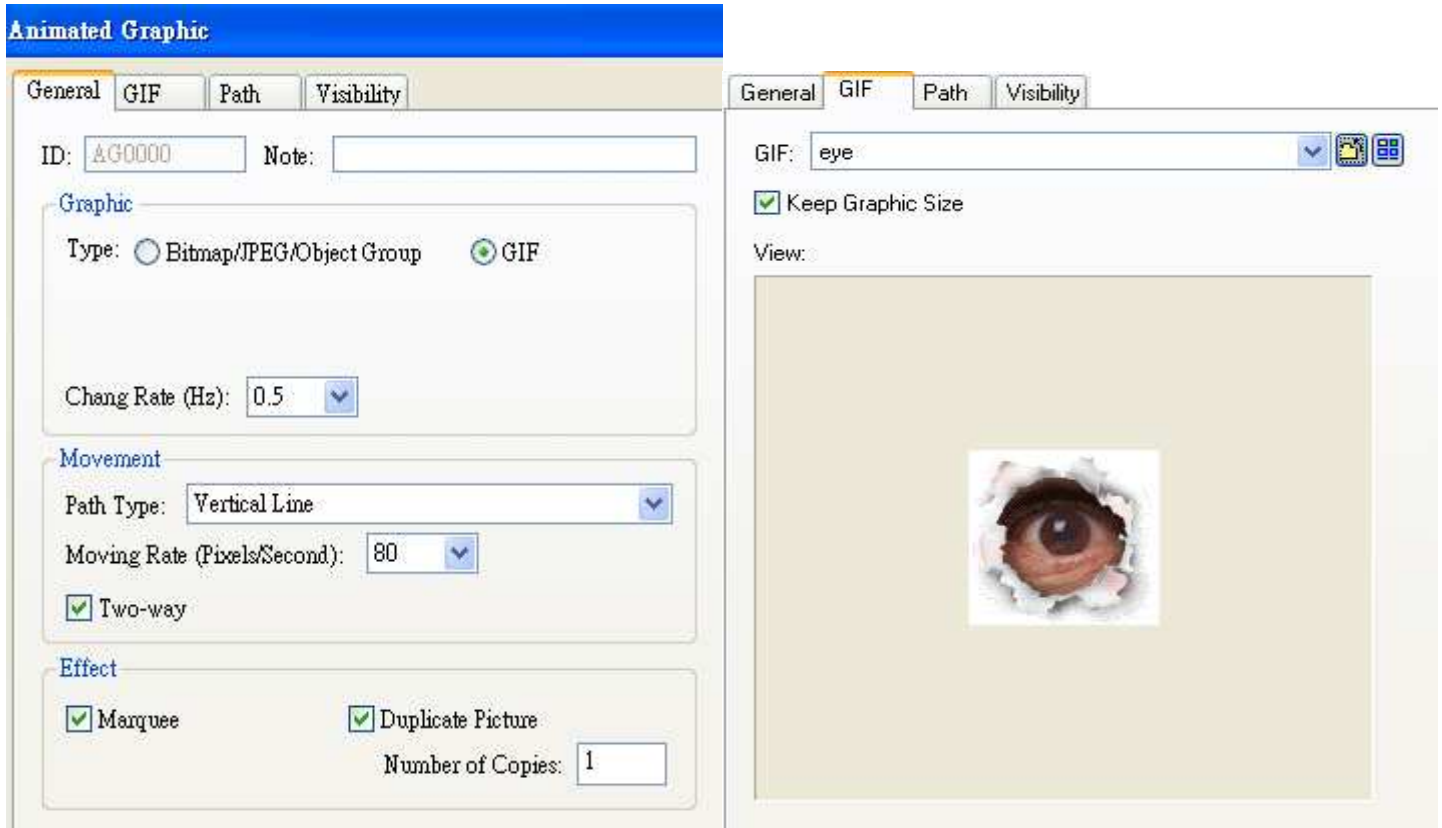 Animated Graphic
General GIF Path Visibility
ID: AG0000 Note:
Graphic
Type: Bitmap/JPEG/Object Group GIF
Chang Rate (Hz): 0.5
Movement
Path Type: Vertical Line
Moving Rate (Pixels/Second): 80
Two-way
Effect
Marquee Duplicate Picture
Number of Copies: 1
General GIF Path Visibility
GIF: eye
Keep Graphic Size
View: